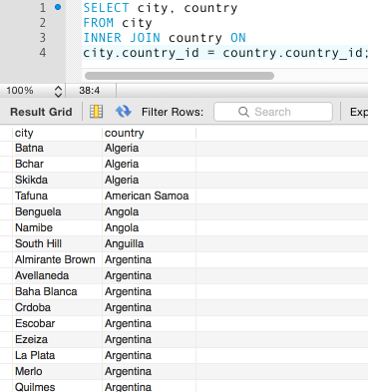 1 SELECT city, country
2 FROM city
3 INNER JOIN country ON
4 city.country_id = country.country_id;
100% 38:4
Result Grid Filter Rows: Search Exp
city country
Batna Algeria
Bchar Algeria
Skikda Algeria
Tafuna American Samoa
Benguela Angola
Namibe Angola
South Hill Anguilla
Almirante Brown Argentina
Avellaneda Argentina
Baha Blanca Argentina
Crdoba Argentina
Escobar Argentina
Ezeiza Argentina
La Plata Argentina
Merlo Argentina
Quilmes Argentina